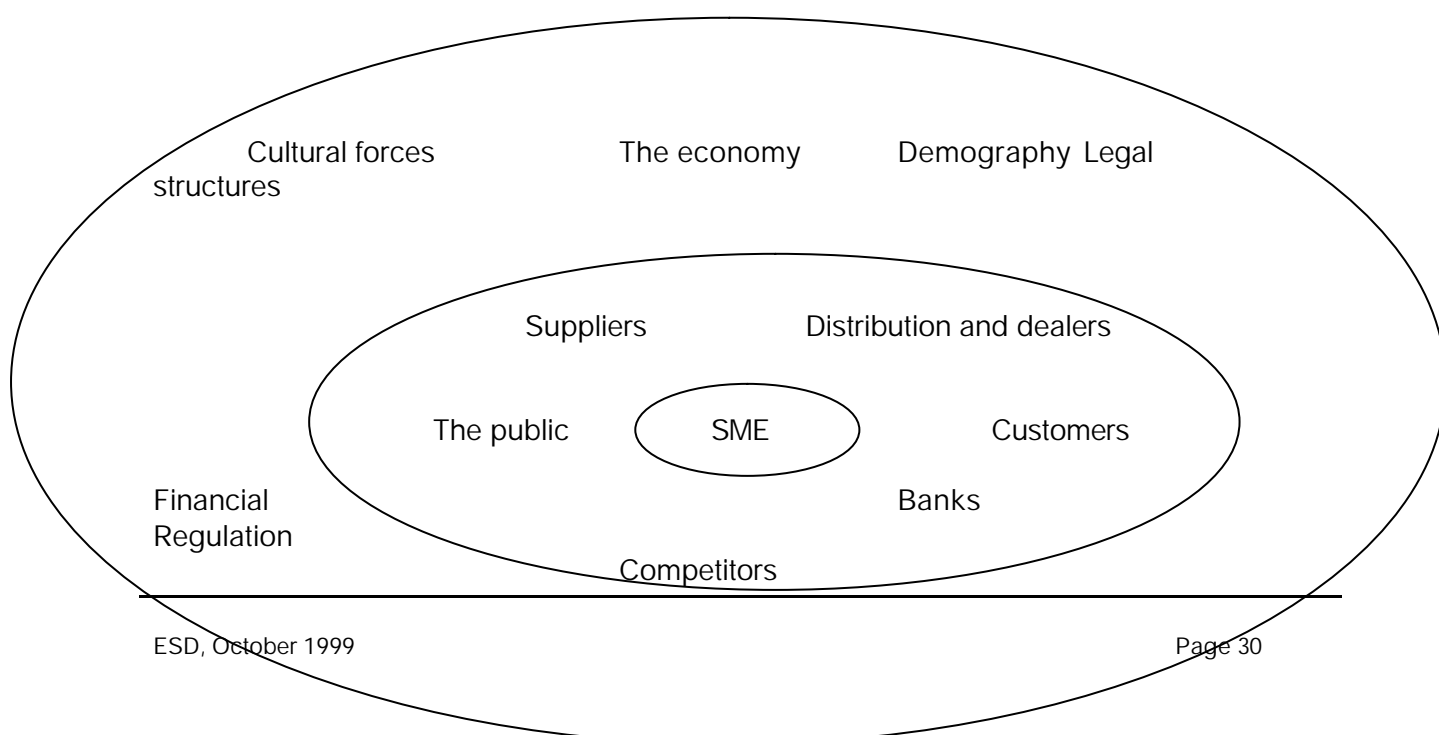 Cultural forces The economy Demography Legal
structures
Suppliers Distribution and dealers
The public SME Customers
Financial Banks
Regulation
Competitors
ESD, October 1999 Page 30